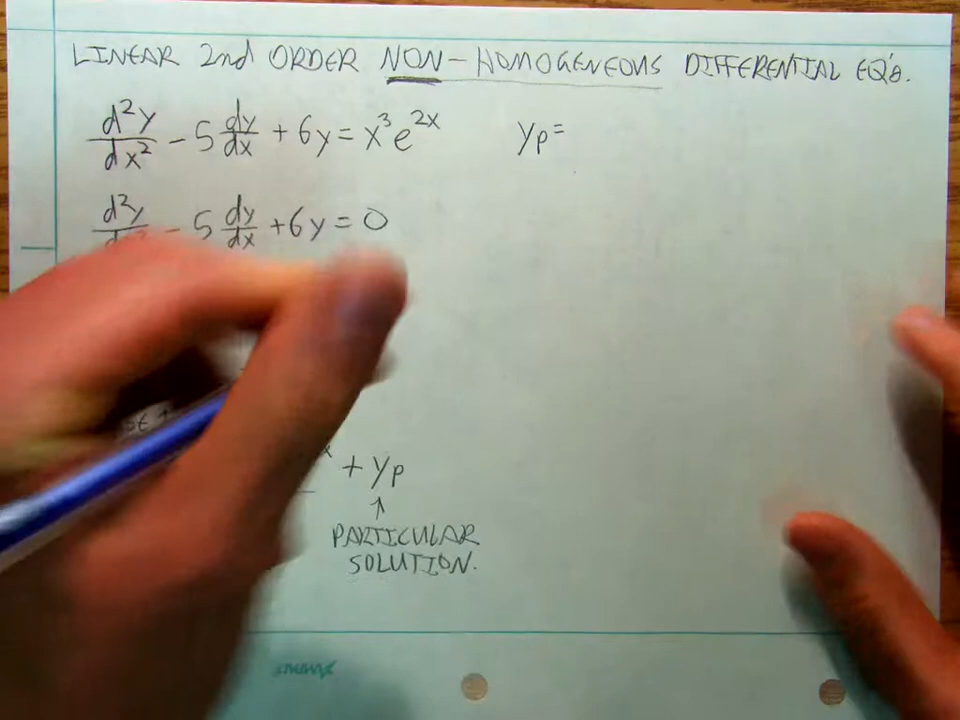 LINEAR 2nd ORDER NON-HOMOGENEOUS DIFFERENTIAL EQ'S.
d²y/dx² - 5 dy/dx + 6y = x³e^2x yp=
d²y - 5 dy/dx + 6y = 0
+ yp
↑
PARTICULAR
SOLUTION.